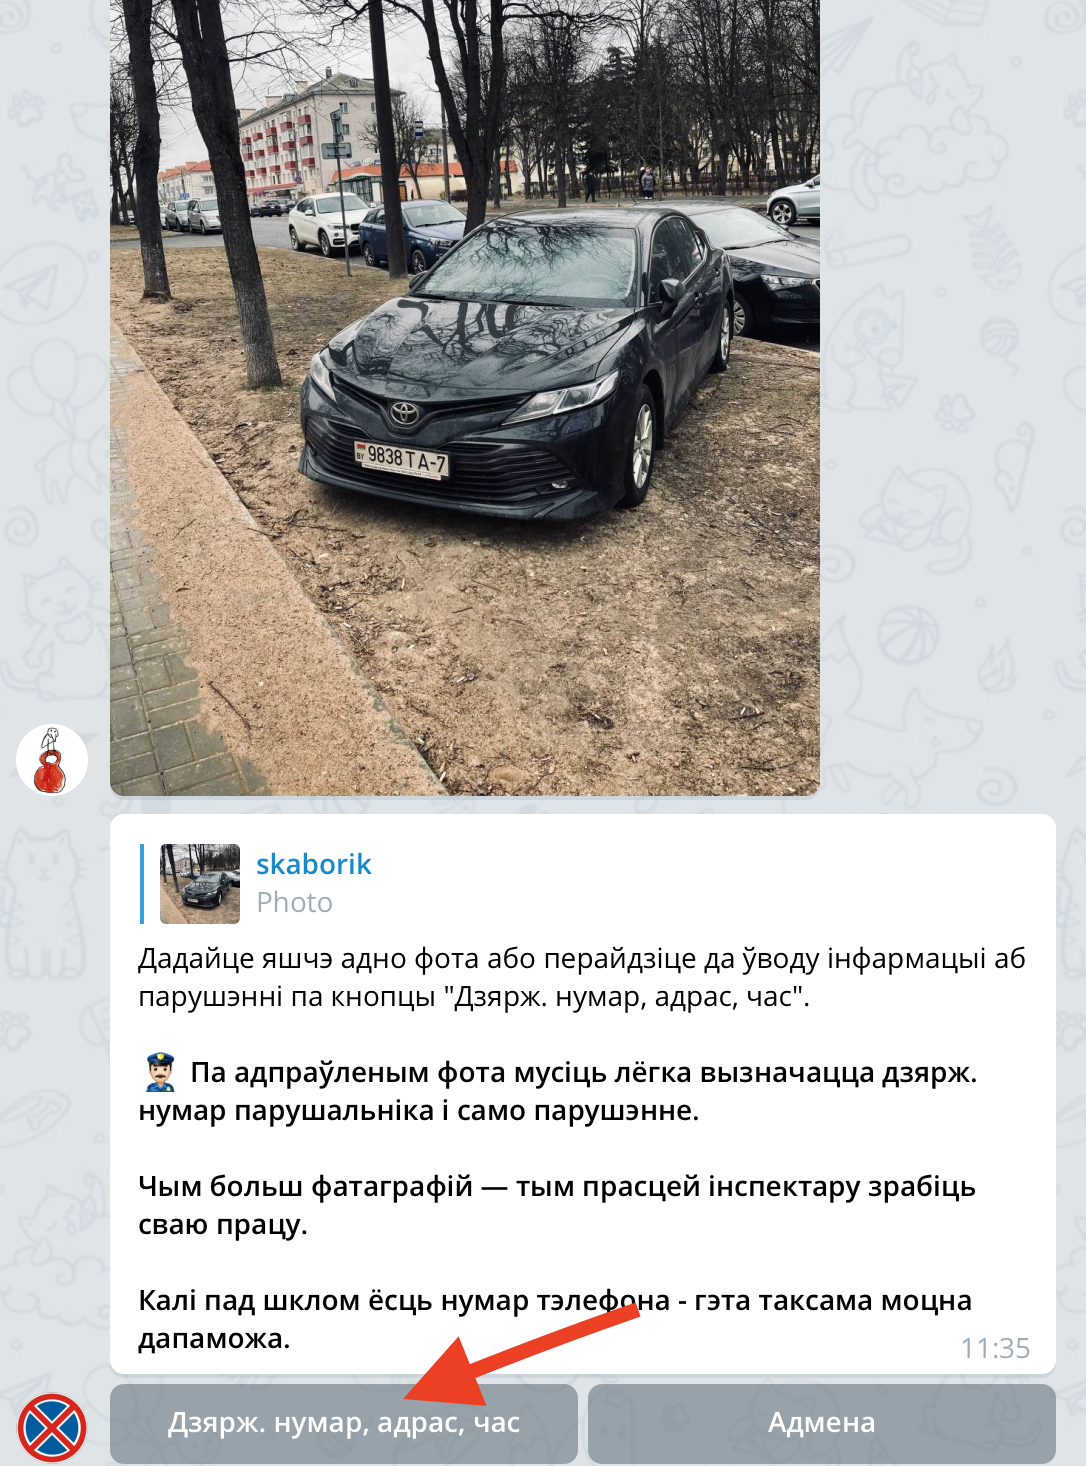 BY 9838 TA-7
skaborik
Photo
Дадайце яшчэ адно фота або перайдзіце да ўводу інфармацыі аб
парушэнні па кнопцы "Дзярж. нумар, адрас, час".
Па адпраўленым фота мусіць лёгка вызначацца дзярж.
нумар парушальніка і само парушэнне.
Чым больш фатаграфій — тым прасцей інспектару зрабіць
сваю працу.
Калі пад шклом ёсць нумар тэлефона - гэта таксама моцна
дапаможа.
11:35
Дзярж. нумар, адрас, час
Адмена